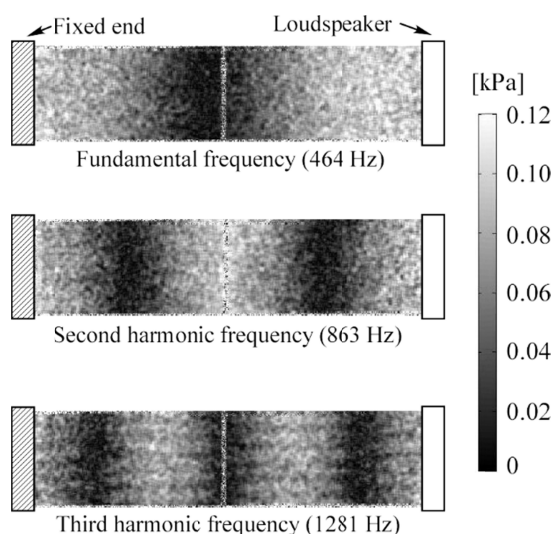 Fixed end
Loudspeaker
[kPa]
Fundamental frequency (464 Hz)
0.12
0.10
0.08
0.06
0.04
0.02
0
Second harmonic frequency (863 Hz)
Third harmonic frequency (1281 Hz)